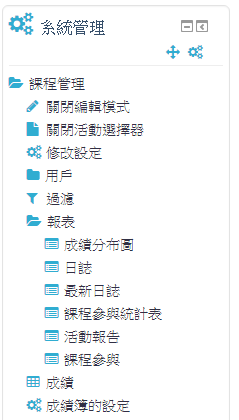 系統管理
課程管理
關閉編輯模式
關閉活動選擇器
修改設定
用戶
過濾
報表
成績分布圖
日誌
最新日誌
課程參與統計表
活動報告
課程參與
成績
成績簿的設定